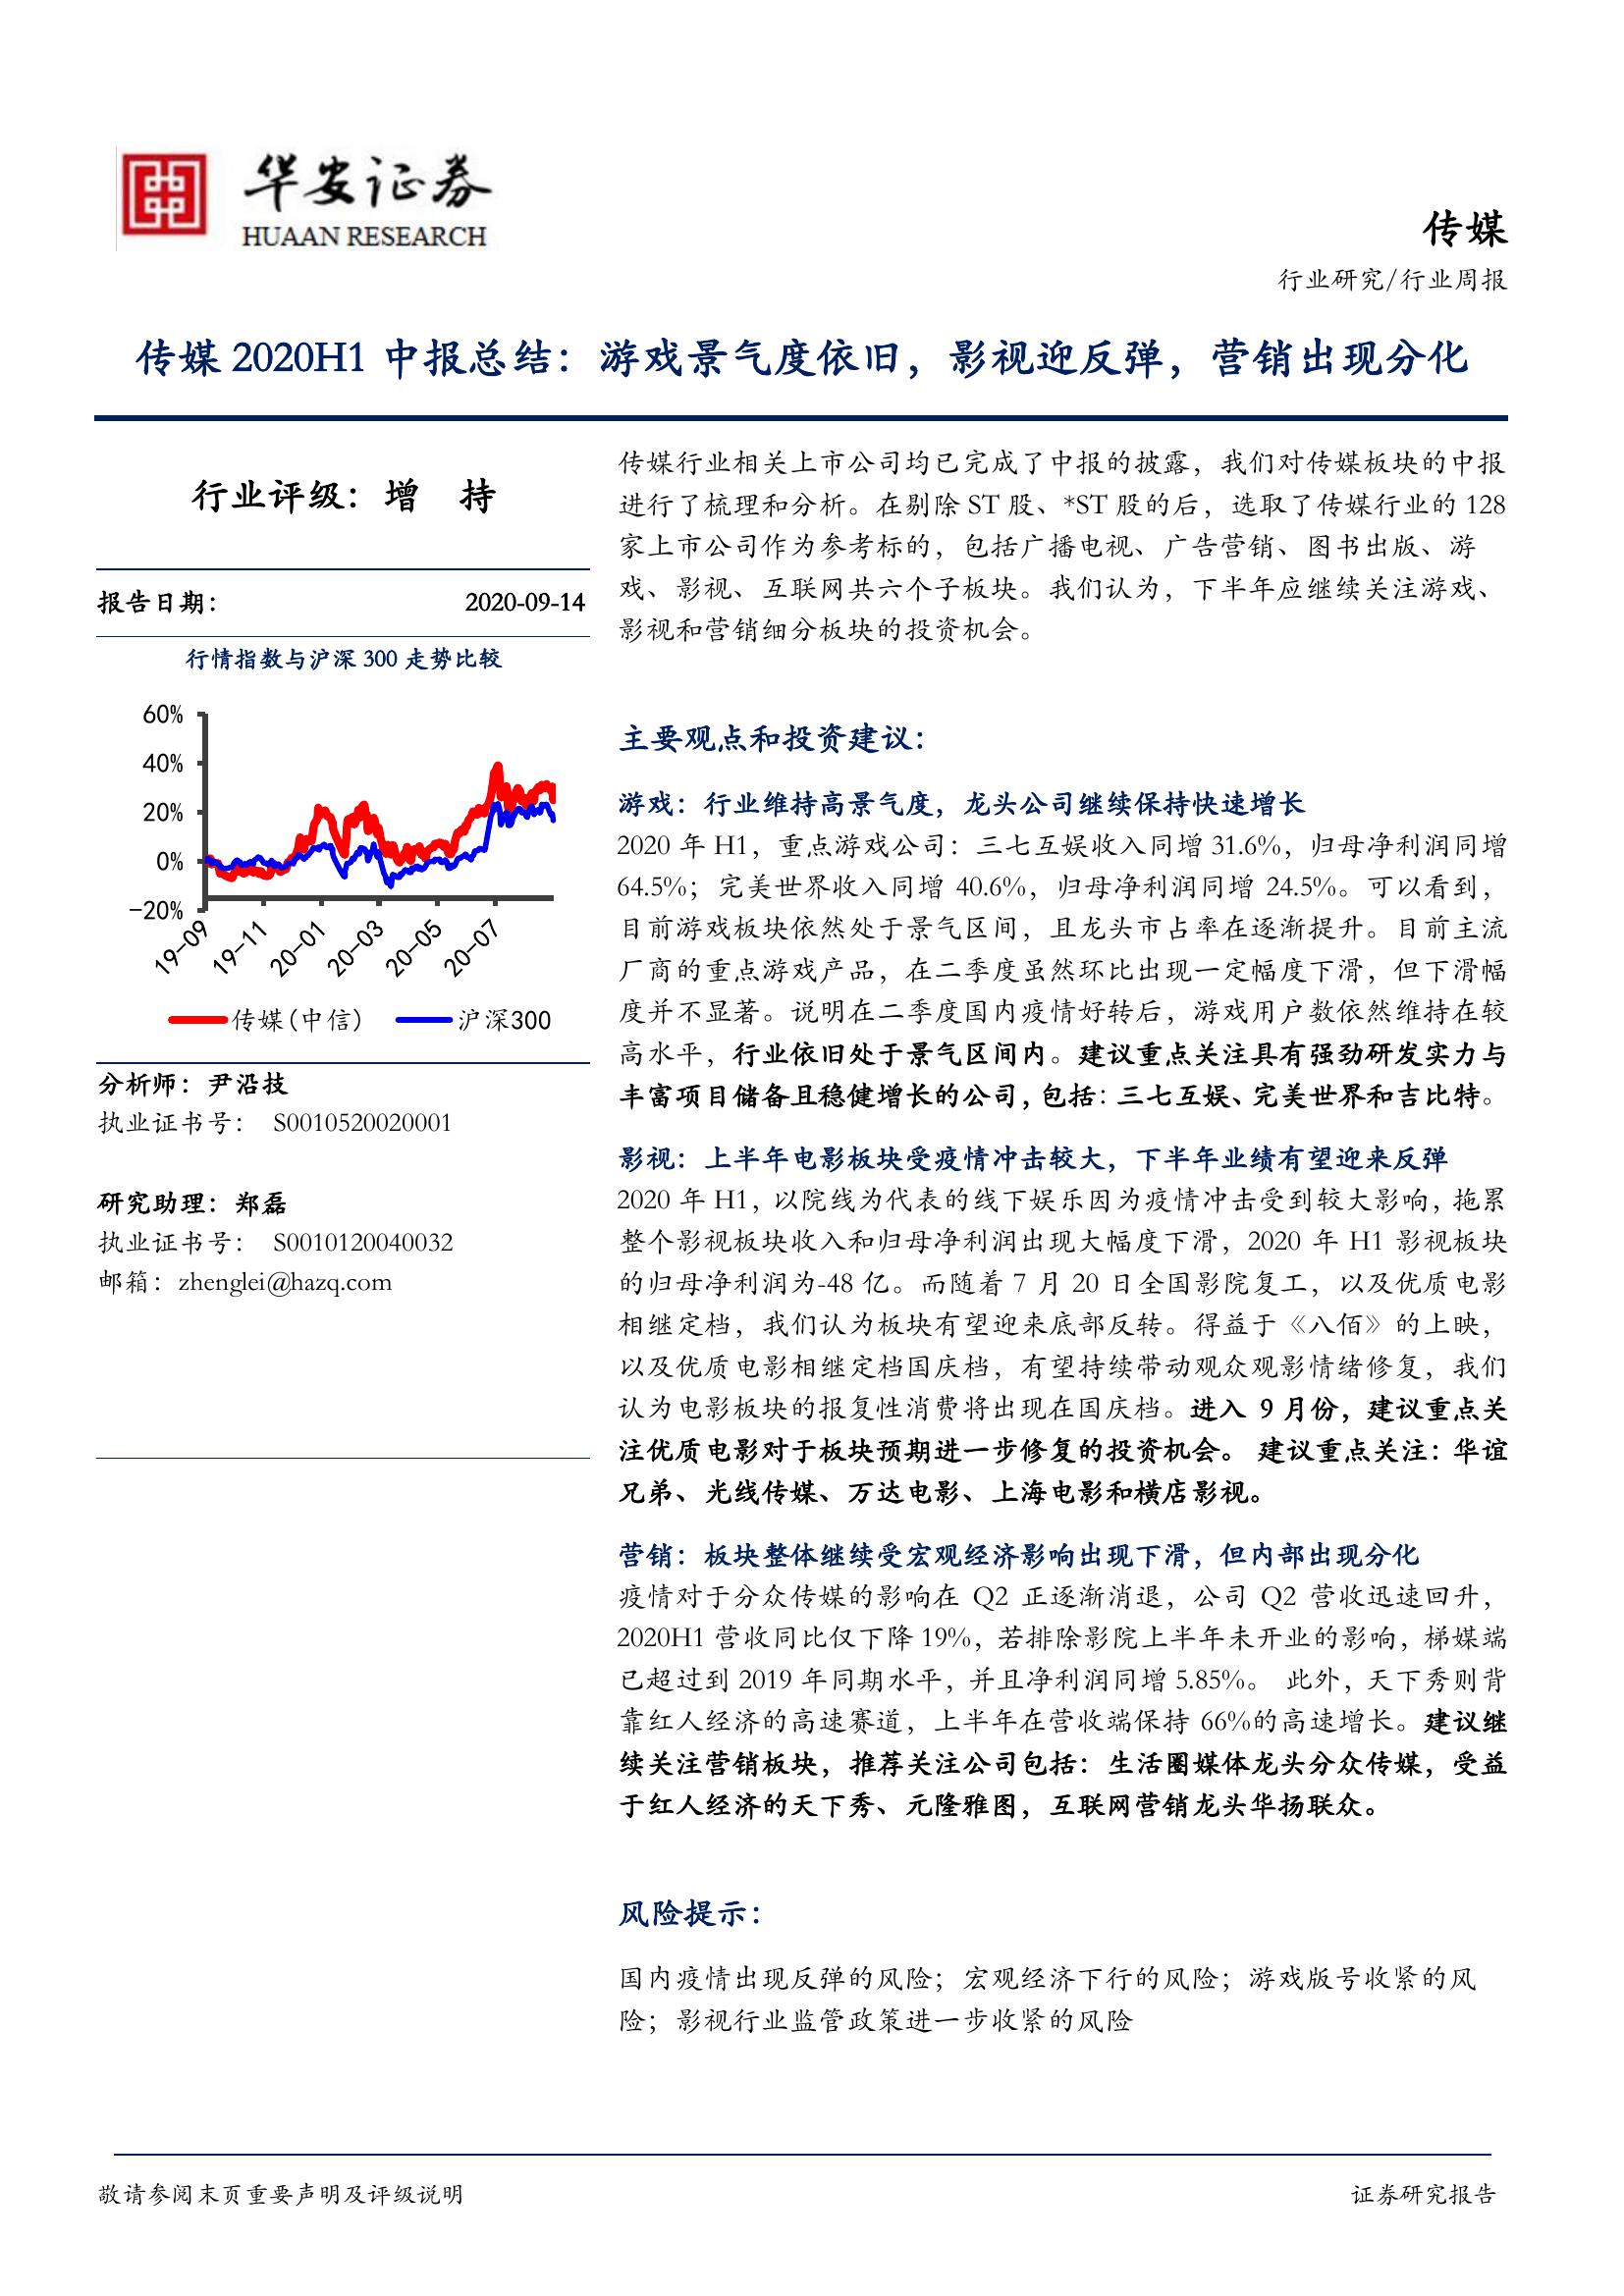 华安证券
HUAAN RESEARCH
传媒
行业研究/行业周报
传媒 2020H1 中报总结：游戏景气度依旧，影视迎反弹，营销出现分化
行业评级：增 持
报告日期： 2020-09-14
行情指数与沪深 300 走势比较
60%
40%
20%
0%
-20%
19-09
19-11
20-01
20-03
20-05
20-07
传媒(中信) 沪深300
分析师：尹沿技
执业证书号： S0010520020001
研究助理：郑磊
执业证书号： S0010120040032
邮箱：zhenglei@hazq.com
传媒行业相关上市公司均已完成了中报的披露，我们对传媒板块的中报
进行了梳理和分析。在剔除 ST 股、*ST 股的后，选取了传媒行业的 128
家上市公司作为参考标的，包括广播电视、广告营销、图书出版、游
戏、影视、互联网共六个子板块。我们认为，下半年应继续关注游戏、
影视和营销细分板块的投资机会。
主要观点和投资建议：
游戏：行业维持高景气度，龙头公司继续保持快速增长
2020 年 H1，重点游戏公司：三七互娱收入同增 31.6%，归母净利润同增
64.5%；完美世界收入同增 40.6%，归母净利润同增 24.5%。可以看到，
目前游戏板块依然处于景气区间，且龙头市占率在逐渐提升。目前主流
厂商的重点游戏产品，在二季度虽然环比出现一定幅度下滑，但下滑幅
度并不显著。说明在二季度国内疫情好转后，游戏用户数依然维持在较
高水平，行业依旧处于景气区间内。建议重点关注具有强劲研发实力与
丰富项目储备且稳健增长的公司，包括：三七互娱、完美世界和吉比特。
影视：上半年电影板块受疫情冲击较大，下半年业绩有望迎来反弹
2020 年 H1，以院线为代表的线下娱乐因为疫情冲击受到较大影响，拖累
整个影视板块收入和归母净利润出现大幅度下滑，2020 年 H1 影视板块
的归母净利润为-48 亿。而随着 7 月 20 日全国影院复工，以及优质电影
相继定档，我们认为板块有望迎来底部反转。得益于《八佰》的上映，
以及优质电影相继定档国庆档，有望持续带动观众观影情绪修复，我们
认为电影板块的报复性消费将出现在国庆档。进入 9 月份，建议重点关
注优质电影对于板块预期进一步修复的投资机会。 建议重点关注：华谊
兄弟、光线传媒、万达电影、上海电影和横店影视。
营销：板块整体继续受宏观经济影响出现下滑，但内部出现分化
疫情对于分众传媒的影响在 Q2 正逐渐消退，公司 Q2 营收迅速回升，
2020H1 营收同比仅下降 19%，若排除影院上半年未开业的影响，梯媒端
已超过到 2019 年同期水平，并且净利润同增 5.85%。 此外，天下秀则背
靠红人经济的高速赛道，上半年在营收端保持 66%的高速增长。建议继
续关注营销板块，推荐关注公司包括：生活圈媒体龙头分众传媒，受益
于红人经济的天下秀、元隆雅图，互联网营销龙头华扬联众。
风险提示：
国内疫情出现反弹的风险；宏观经济下行的风险；游戏版号收紧的风
险；影视行业监管政策进一步收紧的风险
敬请参阅末页重要声明及评级说明 证券研究报告